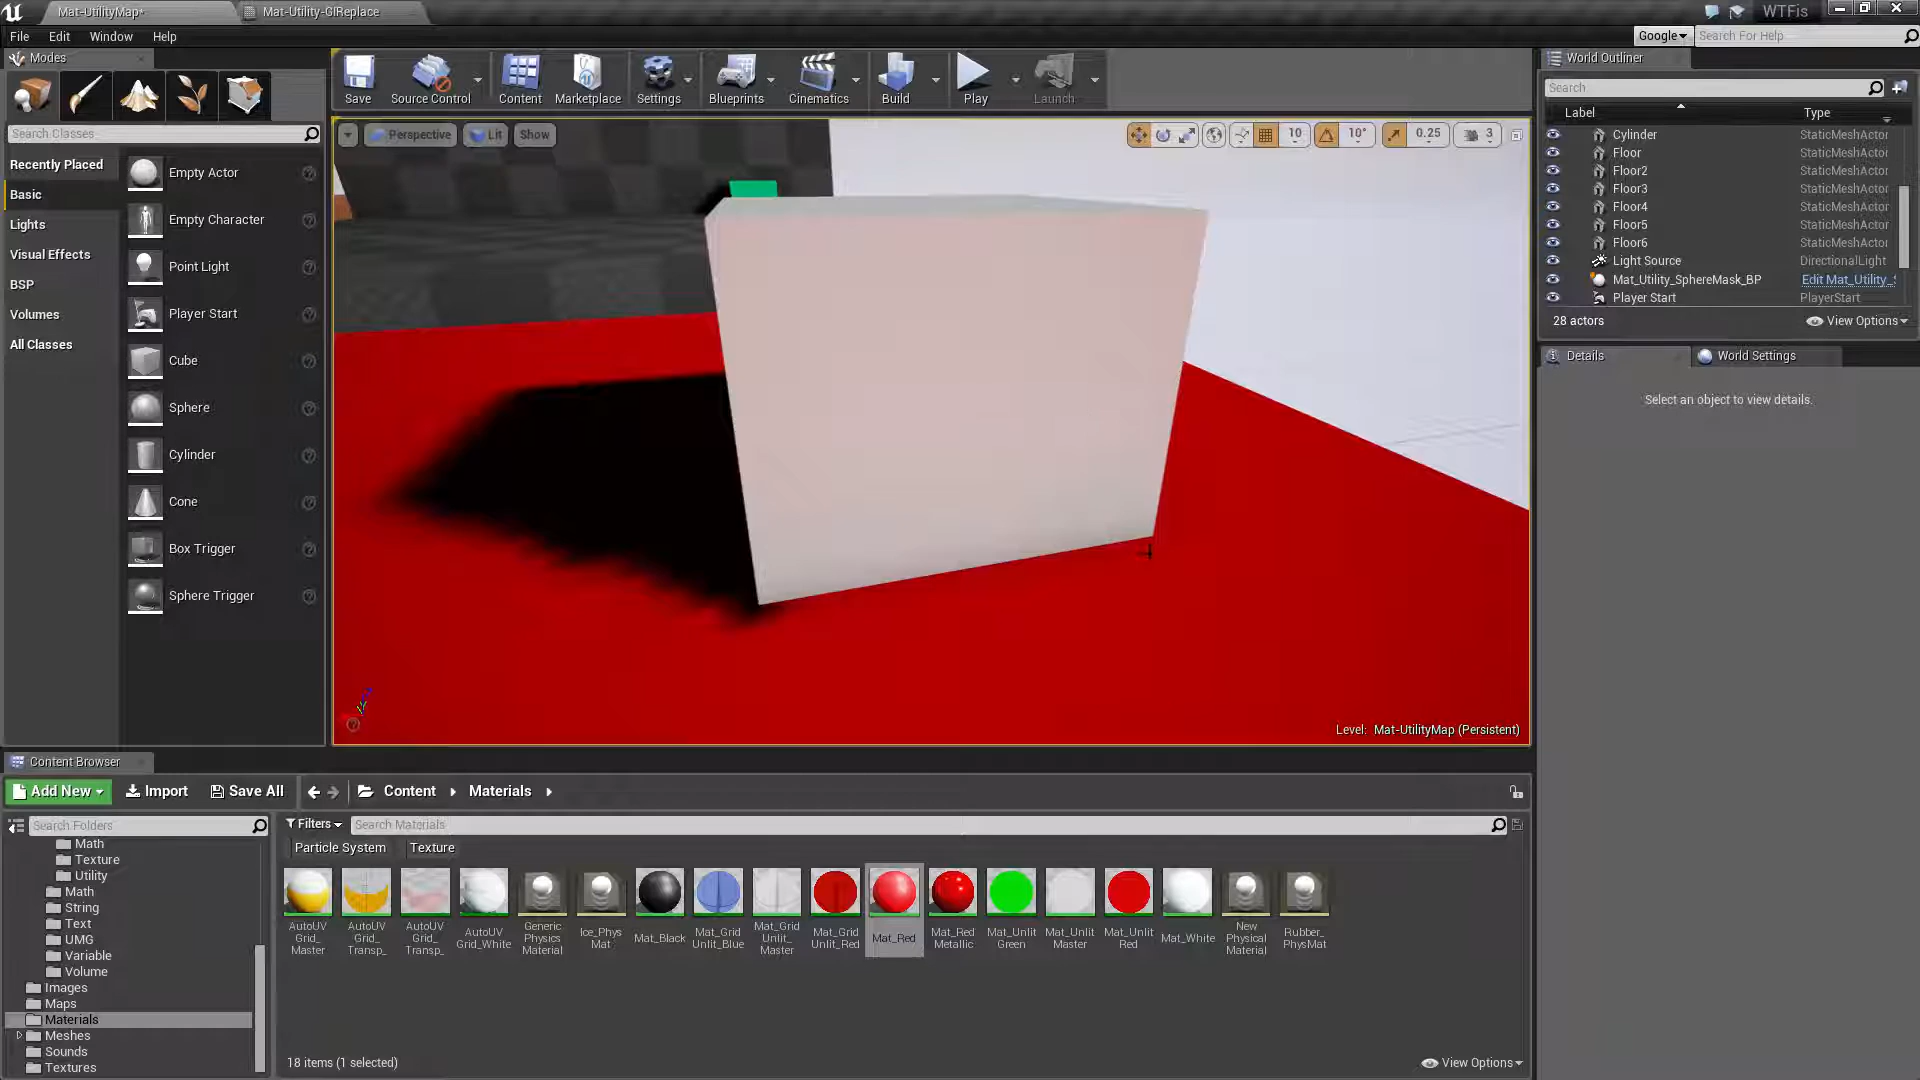 Mat-UtilityMap*
Mat-Utility-GIReplace
WTFis
File Edit Window Help
Google
Search For Help
Modes
Search Classes
Recently Placed
Basic
Lights
Visual Effects
BSP
Volumes
All Classes
Empty Actor
Empty Character
Point Light
Player Start
Cube
Sphere
Cylinder
Cone
Box Trigger
Sphere Trigger
Save
Source Control
Content
Marketplace
Settings
Blueprints
Cinematics
Build
Play
Launch
Perspective
Lit
Show
10
10°
0.25
3
Level: Mat-UtilityMap (Persistent)
World Outliner
Search
Label Type
Cylinder StaticMeshActor
Floor StaticMeshActor
Floor2 StaticMeshActor
Floor3 StaticMeshActor
Floor4 StaticMeshActor
Floor5 StaticMeshActor
Floor6 StaticMeshActor
Light Source DirectionalLight
Mat_Utility_SphereMask_BP Edit Mat_Utility_
Player Start PlayerStart
28 actors
View Options
Details
World Settings
Select an object to view details.
Content Browser
Add New
Import
Save All
Content
Materials
Search Folders
Math
Texture
Utility
Math
String
Text
UMG
Variable
Volume
Images
Maps
Materials
Meshes
Sounds
Textures
Filters
Search Materials
Particle System
Texture
AutoUV
Grid_
Master
AutoUV
Grid_
Transp_
AutoUV
Grid_
Transp_
AutoUV
Grid_White
Generic
Physics
Material
Ice_Phys
Mat
Mat_Black
Mat_Grid
Unlit_Blue
Mat_Grid
Unlit_
Master
Mat_Grid
Unlit_Red
Mat_Red
Mat_Red
Metallic
Mat_Unlit
Green
Mat_Unlit
Master
Mat_Unlit
Red
Mat_White
New
Physical
Material
Rubber_
PhysMat
18 items (1 selected)
View Options